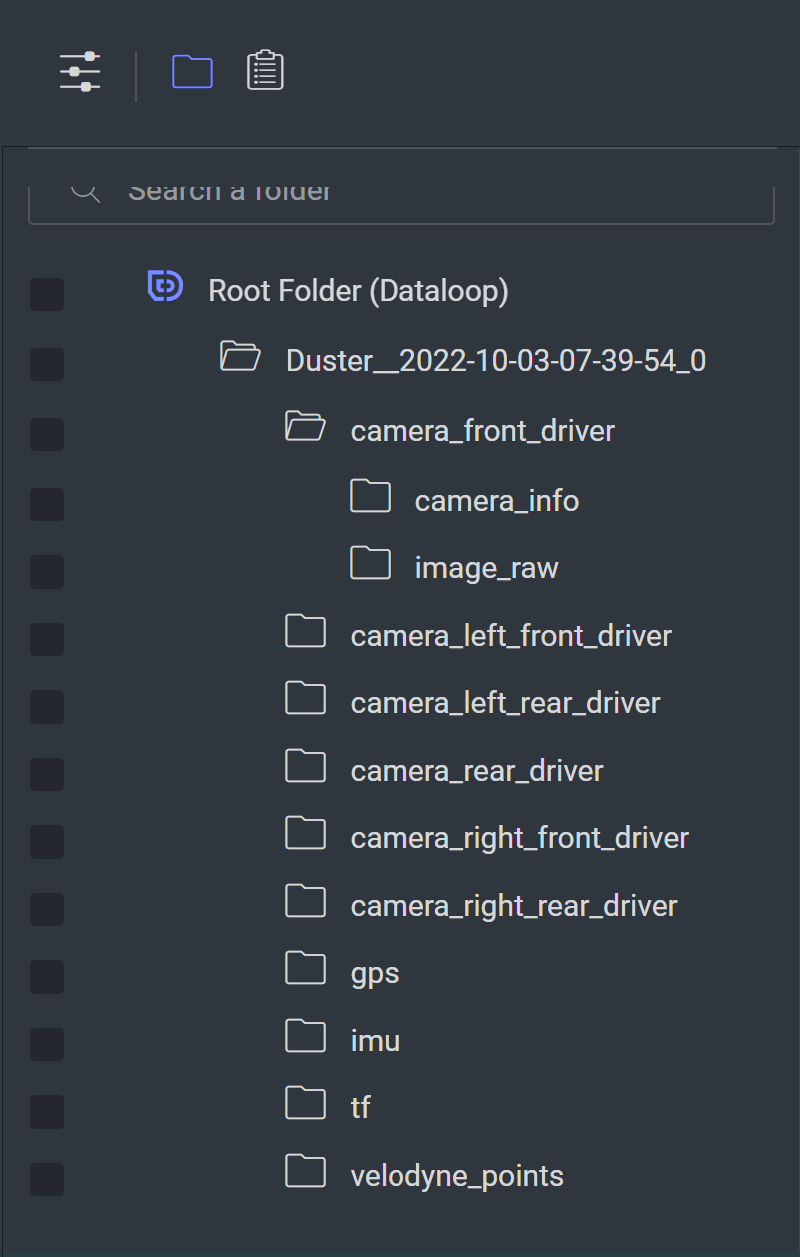 Search a folder
Root Folder (Dataloop)
Duster__2022-10-03-07-39-54_0
camera_front_driver
camera_info
image_raw
camera_left_front_driver
camera_left_rear_driver
camera_rear_driver
camera_right_front_driver
camera_right_rear_driver
gps
imu
tf
velodyne_points